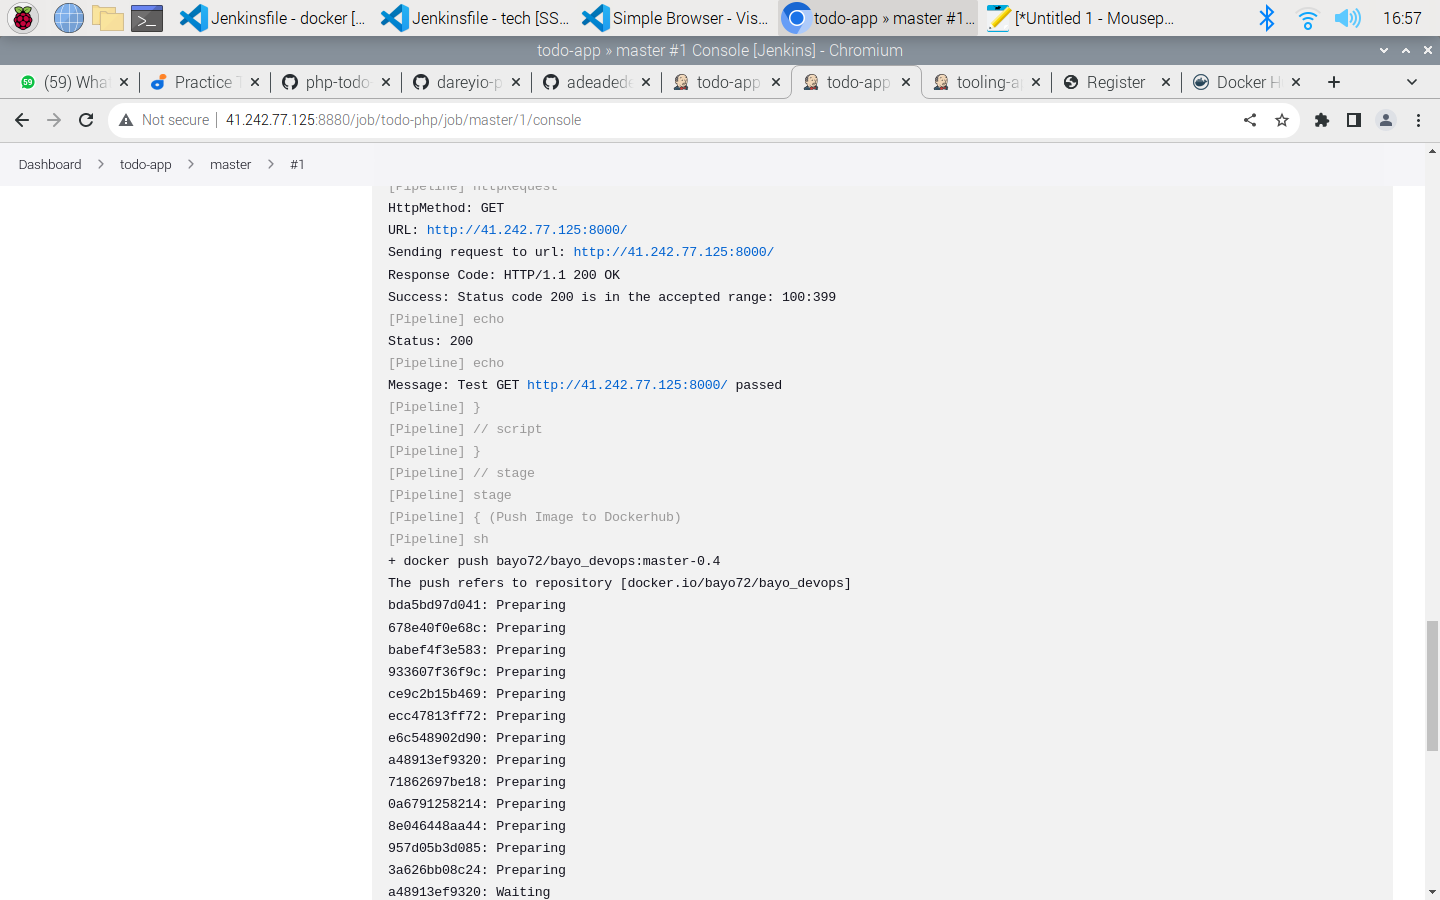 Jenkinsfile - docker [...
Jenkinsfile - tech [SS...
Simple Browser - Vis...
todo-app » master #1...
[*Untitled 1 - Mousep...
16:57
todo-app » master #1 Console [Jenkins] - Chromium
(59) What
Practice T
php-todo-
dareyio-p
adeadede
todo-app
todo-app
tooling-a
Register
Docker H
Not secure
41.242.77.125:8880/job/todo-php/job/master/1/console
Dashboard
todo-app
master
#1
[Pipeline] httpRequest
HttpMethod: GET
URL: http://41.242.77.125:8000/
Sending request to url: http://41.242.77.125:8000/
Response Code: HTTP/1.1 200 OK
Success: Status code 200 is in the accepted range: 100:399
[Pipeline] echo
Status: 200
[Pipeline] echo
Message: Test GET http://41.242.77.125:8000/ passed
[Pipeline] }
[Pipeline] // script
[Pipeline] }
[Pipeline] // stage
[Pipeline] stage
[Pipeline] { (Push Image to Dockerhub)
[Pipeline] sh
+ docker push bayo72/bayo_devops:master-0.4
The push refers to repository [docker.io/bayo72/bayo_devops]
bda5bd97d041: Preparing
678e40f0e68c: Preparing
babef4f3e583: Preparing
933607f36f9c: Preparing
ce9c2b15b469: Preparing
ecc47813ff72: Preparing
e6c548902d90: Preparing
a48913ef9320: Preparing
71862697be18: Preparing
0a6791258214: Preparing
8e046448aa44: Preparing
957d05b3d085: Preparing
3a626bb08c24: Preparing
a48913ef9320: Waiting